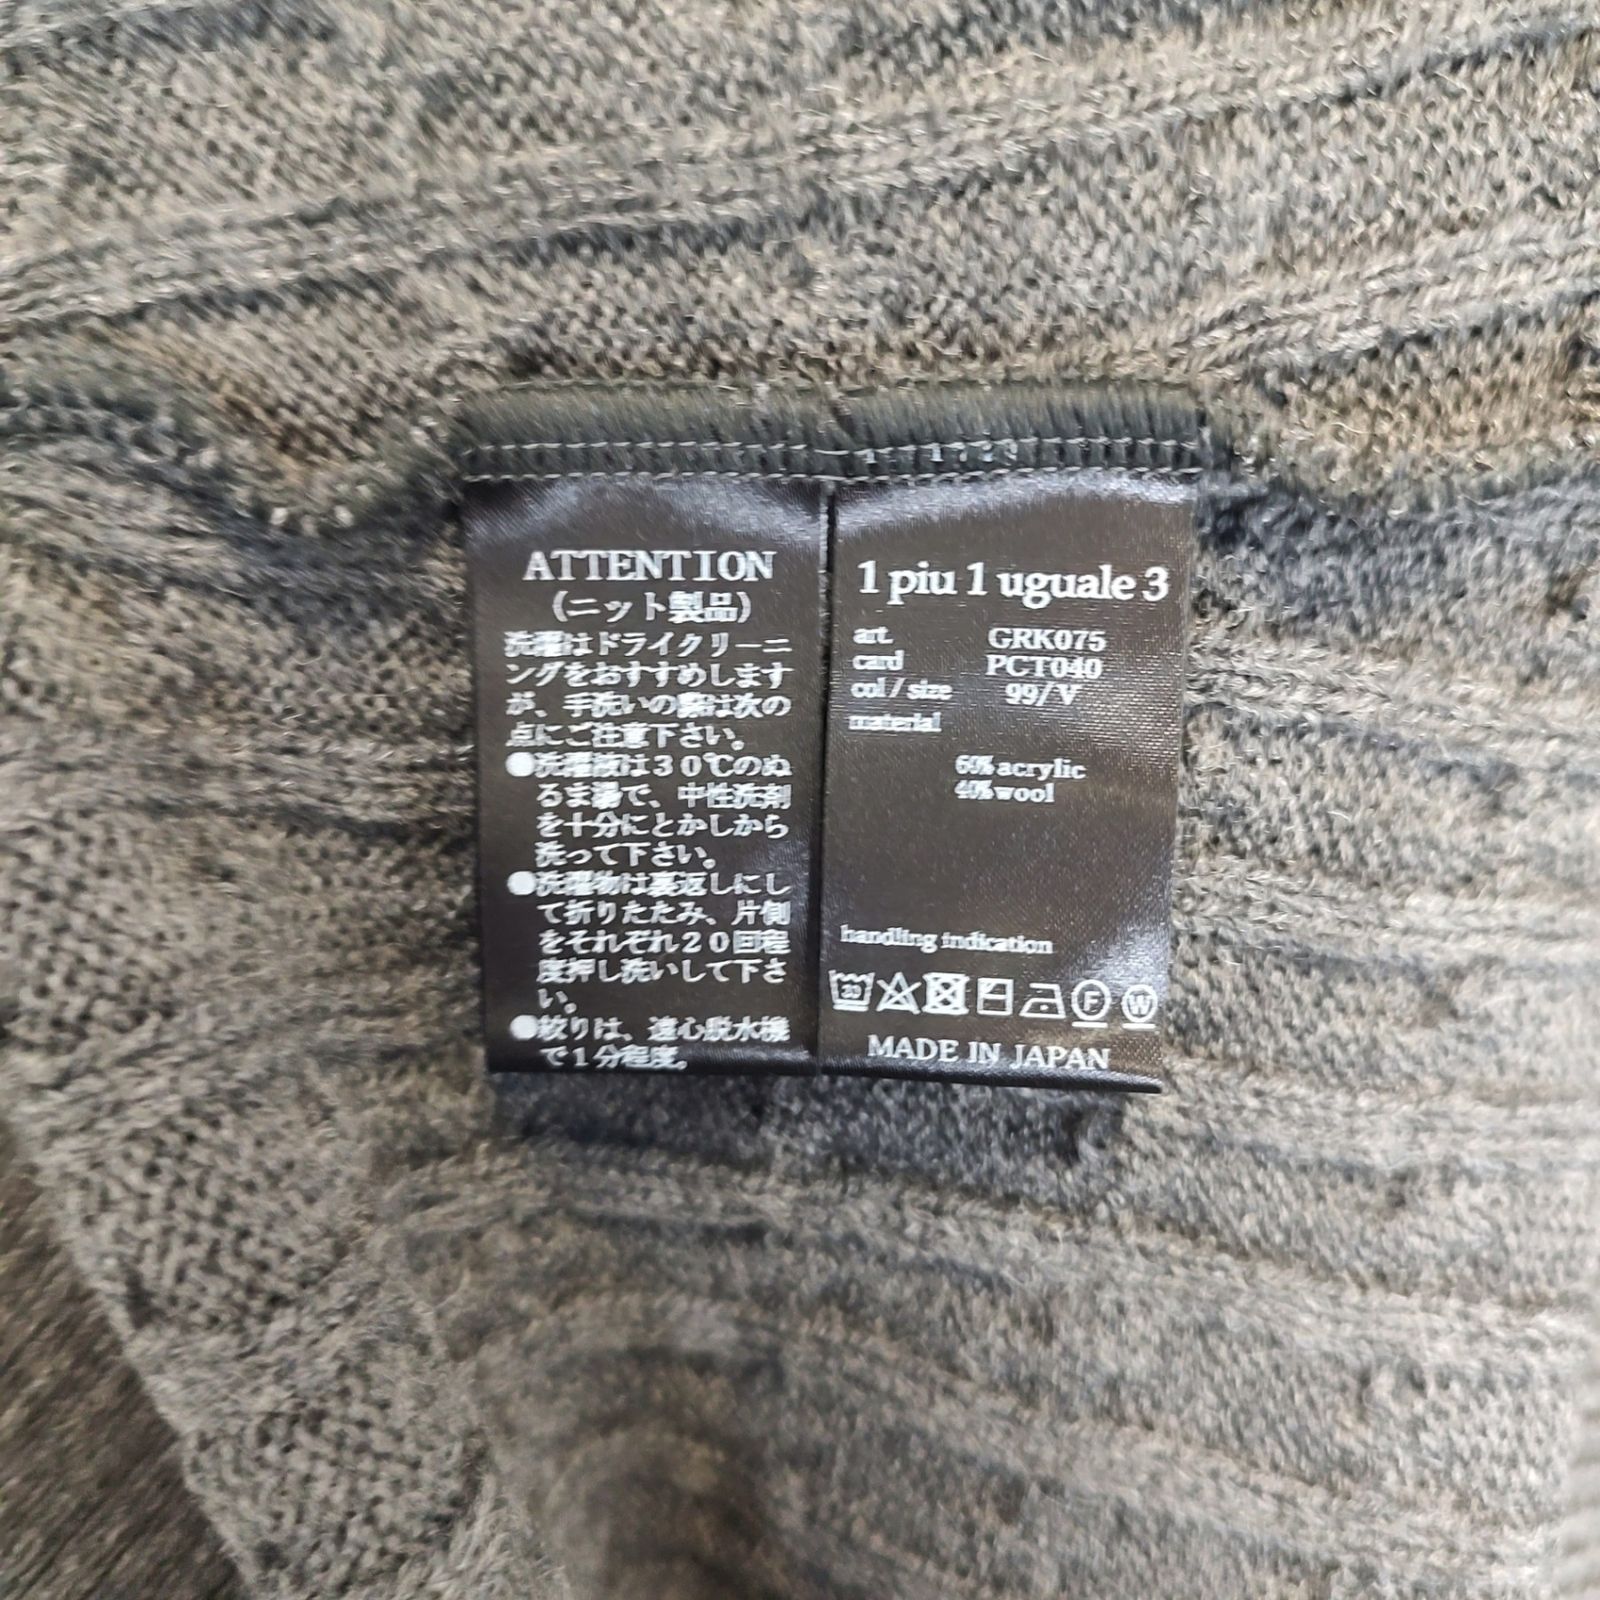 ATTENTION
(ニット製品)
洗濯はドライクリーニ
ングをおすすめします
が、手洗いの際は次の
点にご注意下さい。
●洗濯液は30℃のぬ
るま湯で、中性洗剤
を十分にとかしから
洗って下さい。
●洗濯物は裏返しにし
て折りたたみ、片側
をそれぞれ20回程
度押し洗いして下さ
い。
●絞りは、遠心脱水機
で1分程度。
1 piu 1 uguale 3
art. GRK075
card PCT040
col / size 99/V
material
60% acrylic
40% wool
handling indication
30 F W
MADE IN JAPAN